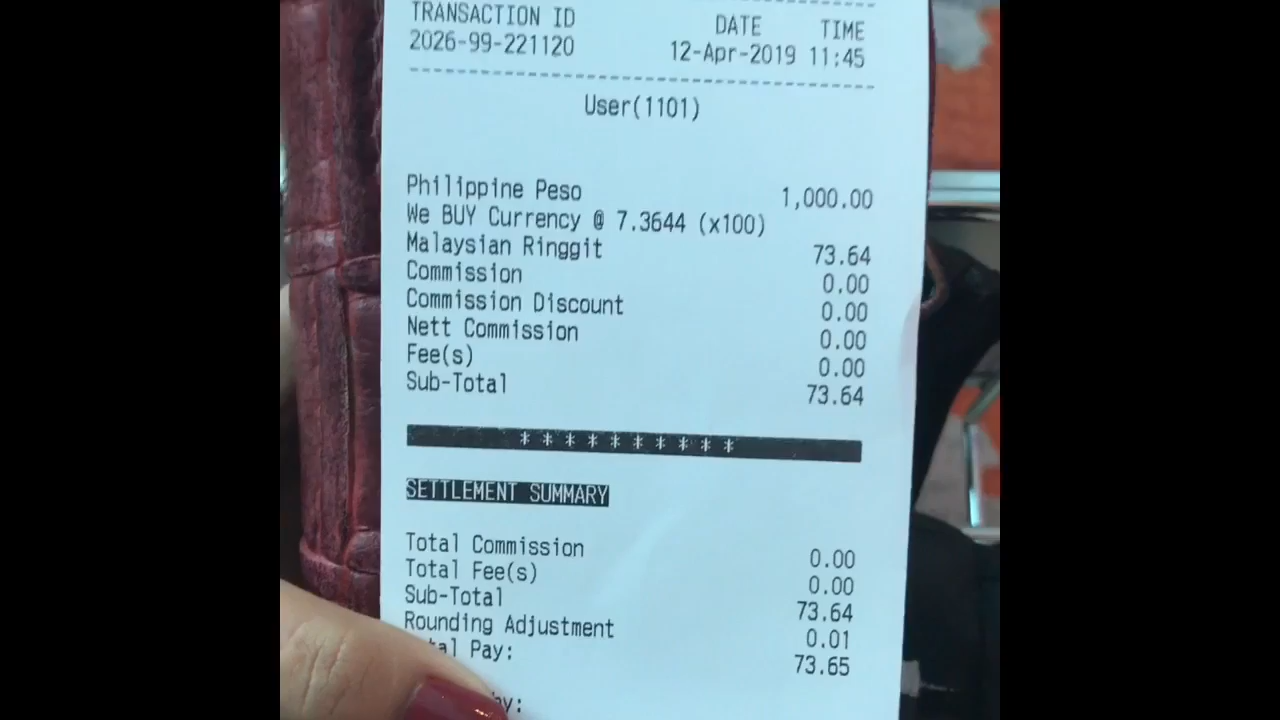 TRANSACTION ID DATE TIME
2026-99-221120 12-Apr-2019 11:45
User(1101)
Philippine Peso 1,000.00
We BUY Currency @ 7.3644 (x100)
Malaysian Ringgit 73.64
Commission 0.00
Commission Discount 0.00
Nett Commission 0.00
Fee(s) 0.00
Sub-Total 73.64
* * * * * * * * * *
SETTLEMENT SUMMARY
Total Commission 0.00
Total Fee(s) 0.00
Sub-Total 73.64
Rounding Adjustment 0.01
Pay: 73.65